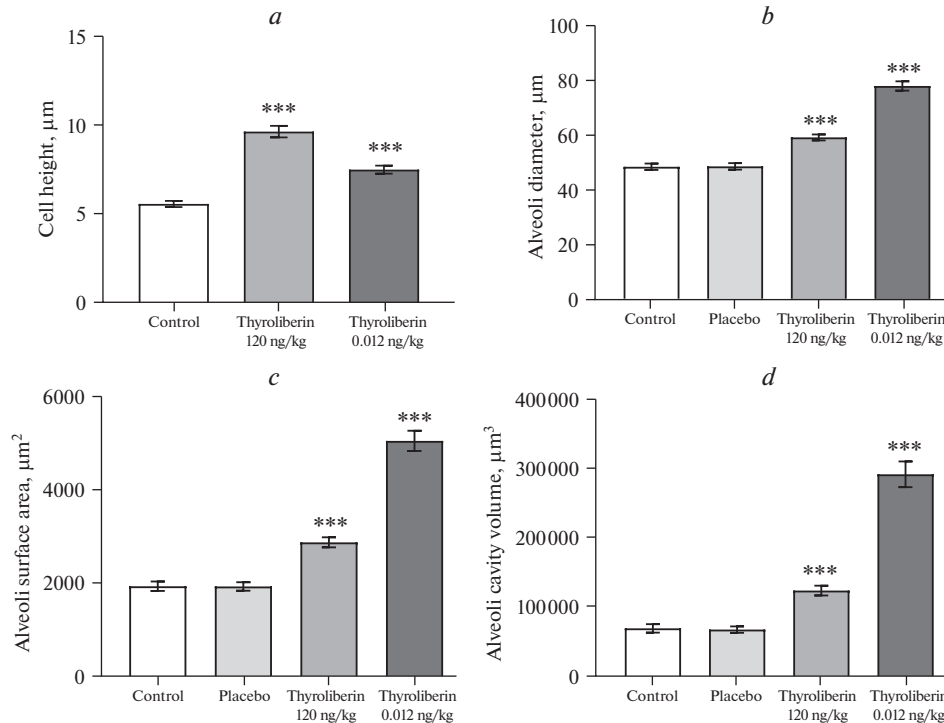 a
15
10
5
0
Cell height, μm
***
***
Control
Thyroliberin
120 ng/kg
Thyroliberin
0.012 ng/kg
b
100
80
60
40
20
0
Alveoli diameter, μm
***
***
Control
Placebo
Thyroliberin
120 ng/kg
Thyroliberin
0.012 ng/kg
c
6000
4000
2000
0
Alveoli surface area, μm²
***
***
Control
Placebo
Thyroliberin
120 ng/kg
Thyroliberin
0.012 ng/kg
d
400000
300000
200000
100000
0
Alveoli cavity volume, μm³
***
***
Control
Placebo
Thyroliberin
120 ng/kg
Thyroliberin
0.012 ng/kg